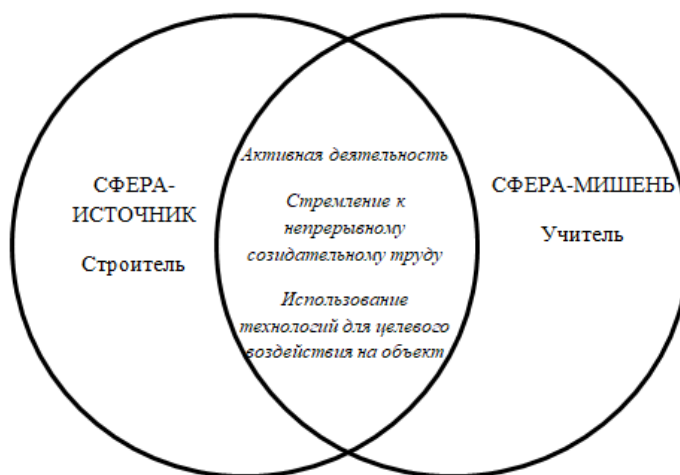 СФЕРА-
ИСТОЧНИК
Строитель
Активная деятельность
Стремление к
непрерывному
созидательному труду
Использование
технологий для целевого
воздействия на объект
СФЕРА-МИШЕНЬ
Учитель